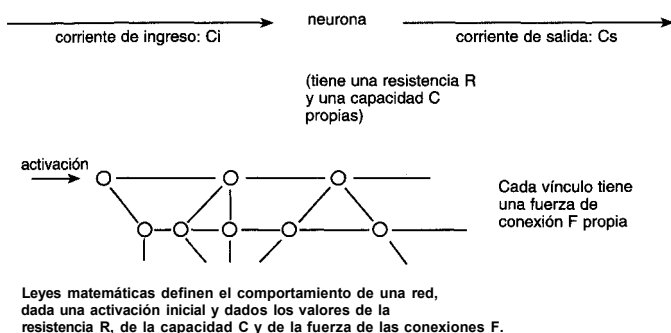 neurona
corriente de ingreso: Ci
corriente de salida: Cs
(tiene una resistencia R
y una capacidad C
propias)
activación
Cada vínculo tiene
una fuerza de
conexión F propia
Leyes matemáticas definen el comportamiento de una red,
dada una activación inicial y dados los valores de la
resistencia R, de la capacidad C y de la fuerza de las conexiones F.